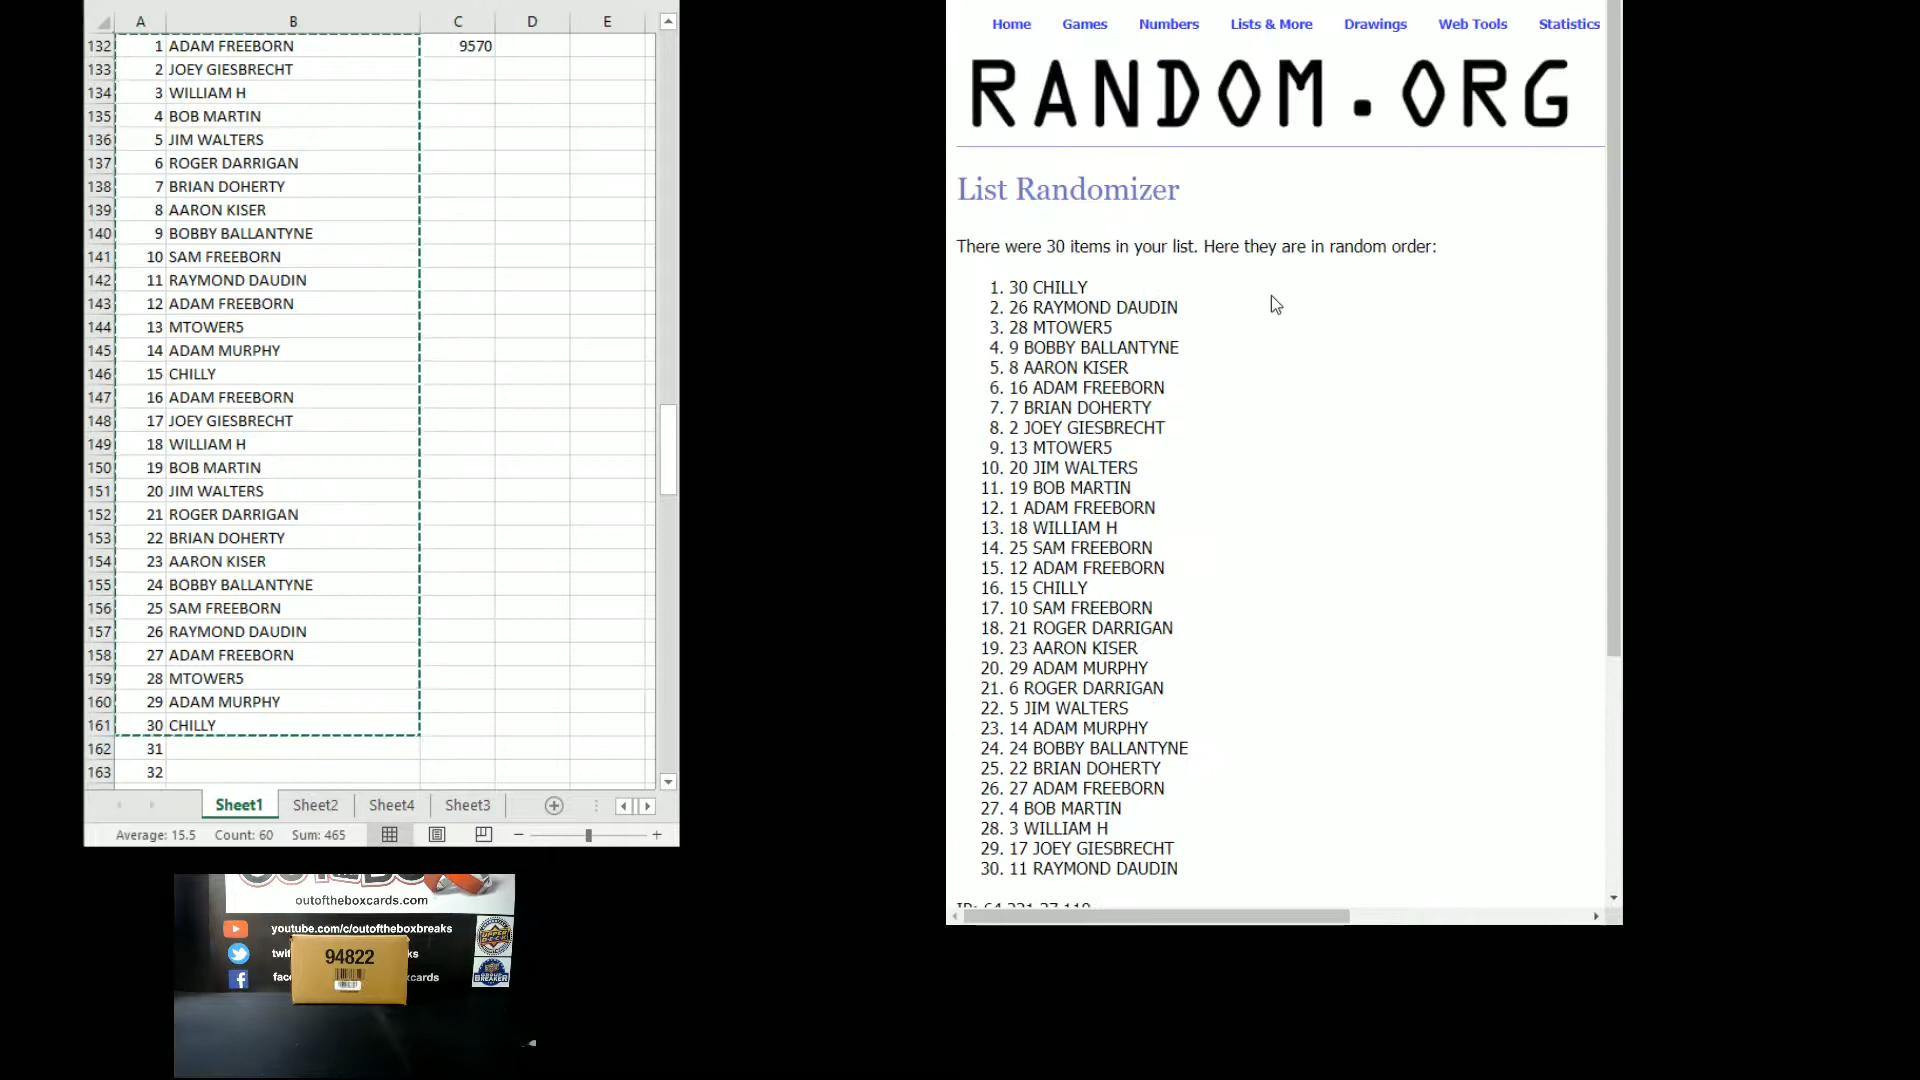 A B C D E
132 1 ADAM FREEBORN 9570
133 2 JOEY GIESBRECHT
134 3 WILLIAM H
135 4 BOB MARTIN
136 5 JIM WALTERS
137 6 ROGER DARRIGAN
138 7 BRIAN DOHERTY
139 8 AARON KISER
140 9 BOBBY BALLANTYNE
141 10 SAM FREEBORN
142 11 RAYMOND DAUDIN
143 12 ADAM FREEBORN
144 13 MTOWER5
145 14 ADAM MURPHY
146 15 CHILLY
147 16 ADAM FREEBORN
148 17 JOEY GIESBRECHT
149 18 WILLIAM H
150 19 BOB MARTIN
151 20 JIM WALTERS
152 21 ROGER DARRIGAN
153 22 BRIAN DOHERTY
154 23 AARON KISER
155 24 BOBBY BALLANTYNE
156 25 SAM FREEBORN
157 26 RAYMOND DAUDIN
158 27 ADAM FREEBORN
159 28 MTOWER5
160 29 ADAM MURPHY
161 30 CHILLY
162 31
163 32
Sheet1 Sheet2 Sheet4 Sheet3
Average: 15.5 Count: 60 Sum: 465
outoftheboxcards.com
youtube.com/c/outoftheboxbreaks
94822
Home Games Numbers Lists & More Drawings Web Tools Statistics
RANDOM.ORG
List Randomizer
There were 30 items in your list. Here they are in random order:
1. 30 CHILLY
2. 26 RAYMOND DAUDIN
3. 28 MTOWER5
4. 9 BOBBY BALLANTYNE
5. 8 AARON KISER
6. 16 ADAM FREEBORN
7. 7 BRIAN DOHERTY
8. 2 JOEY GIESBRECHT
9. 13 MTOWER5
10. 20 JIM WALTERS
11. 19 BOB MARTIN
12. 1 ADAM FREEBORN
13. 18 WILLIAM H
14. 25 SAM FREEBORN
15. 12 ADAM FREEBORN
16. 15 CHILLY
17. 10 SAM FREEBORN
18. 21 ROGER DARRIGAN
19. 23 AARON KISER
20. 29 ADAM MURPHY
21. 6 ROGER DARRIGAN
22. 5 JIM WALTERS
23. 14 ADAM MURPHY
24. 24 BOBBY BALLANTYNE
25. 22 BRIAN DOHERTY
26. 27 ADAM FREEBORN
27. 4 BOB MARTIN
28. 3 WILLIAM H
29. 17 JOEY GIESBRECHT
30. 11 RAYMOND DAUDIN